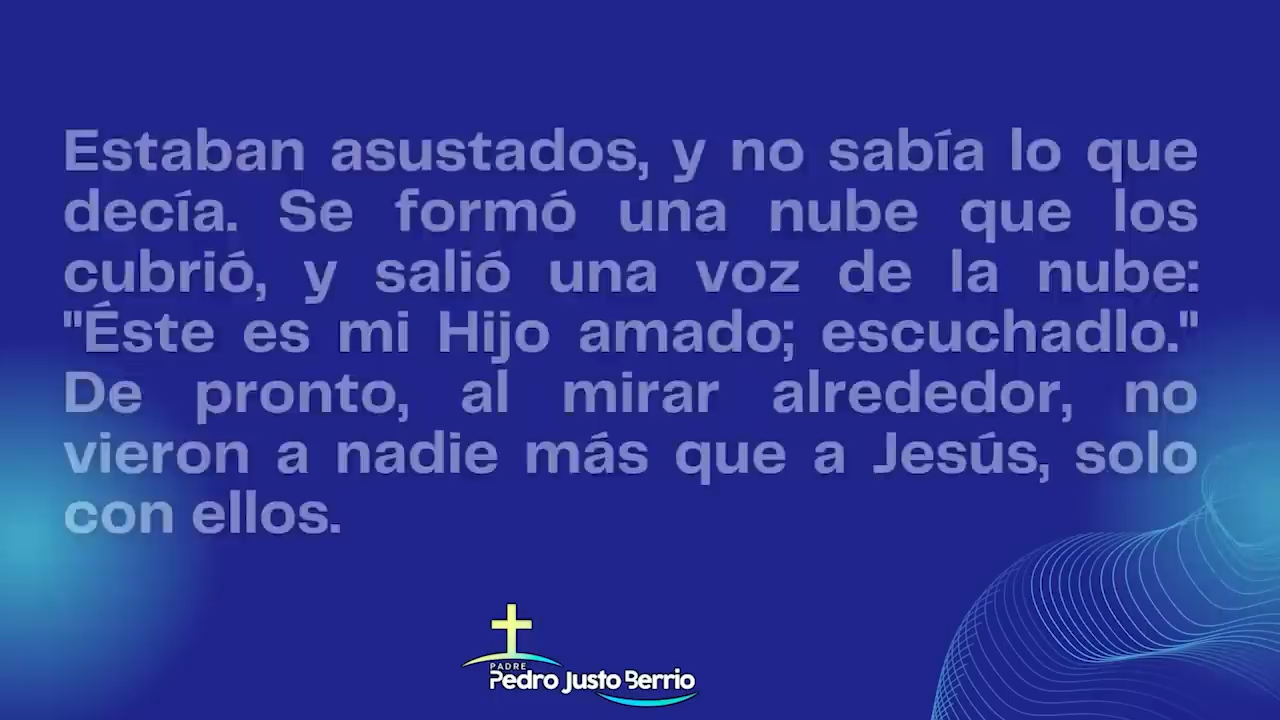 Estaban asustados, y no sabía lo que
decía. Se formó una nube que los
cubrió, y salió una voz de la nube:
"Éste es mi Hijo amado; escuchadlo."
De pronto, al mirar alrededor, no
vieron a nadie más que a Jesús, solo
con ellos.
PADRE
Pedro Justo Berrio